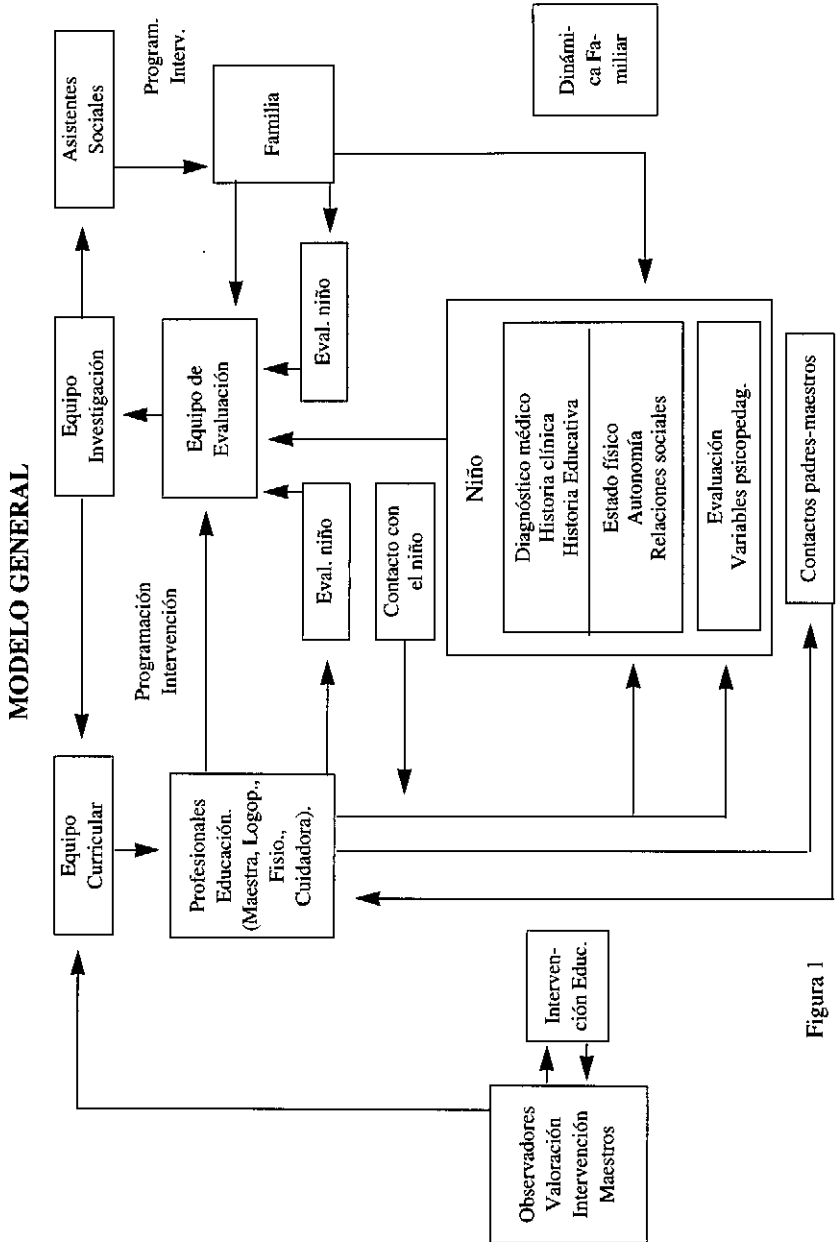 MODELO GENERAL
Equipo
Curricular
Equipo
Investigación
Asistentes
Sociales
Programación
Intervención
Program.
Interv.
Profesionales
Educación.
(Maestra, Logop.,
Fisio.,
Cuidadora).
Equipo de
Evaluación
Familia
Eval. niño
Eval. niño
Contacto con
el niño
Niño
Diagnóstico médico
Historia clínica
Historia Educativa
Estado físico
Autonomía
Relaciones sociales
Evaluación
Variables psicopedag.
Dinámi-
ca Fa-
miliar
Contactos padres-maestros
Observadores
Valoración
Intervención
Maestros
Interven-
ción Educ.
Figura 1